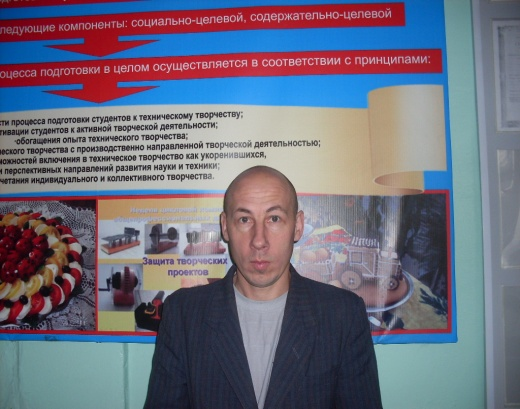 следующие компоненты: социально-целевой, содержательно-целевой
процесса подготовки в целом осуществляется в соответствии с принципами:
сти процесса подготовки студентов к техническому творчеству;
тивации студентов к активной творческой деятельности;
·обогащения опыта технического творчества;
ческого творчества с производственно направленной творческой деятельностью;
можностей включения в техническое творчество как укоренившихся,
и перспективных направлений развития науки и техники;
четания индивидуального и коллективного творчества.
Защита творческих
проектов